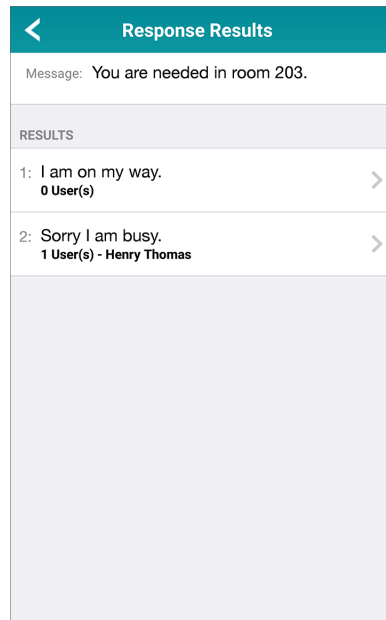 Response Results
Message: You are needed in room 203.
RESULTS
1: I am on my way.
0 User(s)
2: Sorry I am busy.
1 User(s) - Henry Thomas